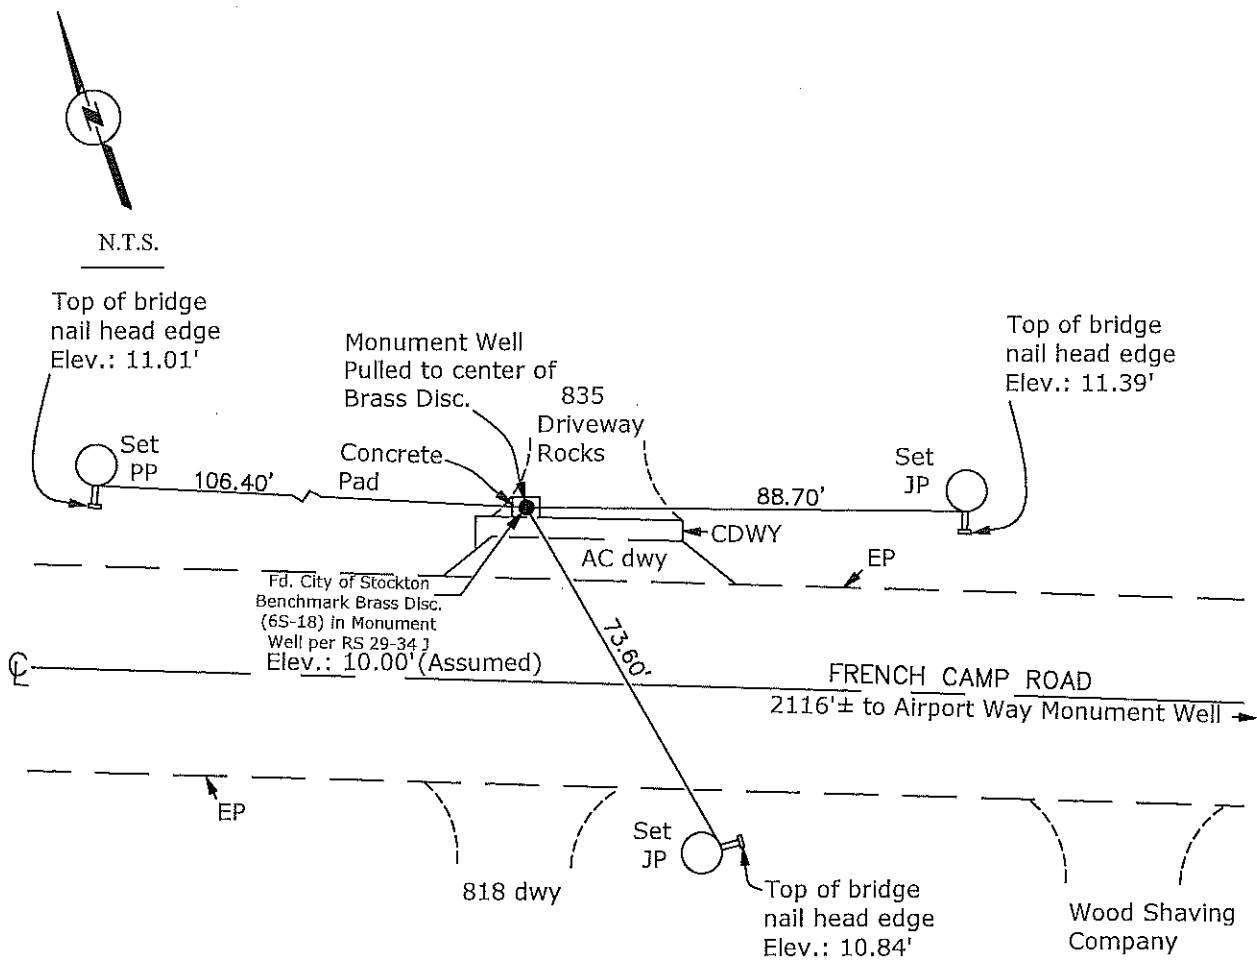 N.T.S.
Top of bridge
nail head edge
Elev.: 11.01'
Monument Well
Pulled to center of
Brass Disc.
835
Driveway
Rocks
Top of bridge
nail head edge
Elev.: 11.39'
Set
PP
106.40'
Concrete
Pad
88.70'
Set
JP
CDWY
AC dwy
EP
Fd. City of Stockton
Benchmark Brass Disc.
(6S-18) in Monument
Well per RS 29-34 J
Elev.: 10.00' (Assumed)
73.60'
℄
FRENCH CAMP ROAD
2116'± to Airport Way Monument Well
EP
818 dwy
Set
JP
Top of bridge
nail head edge
Elev.: 10.84'
Wood Shaving
Company